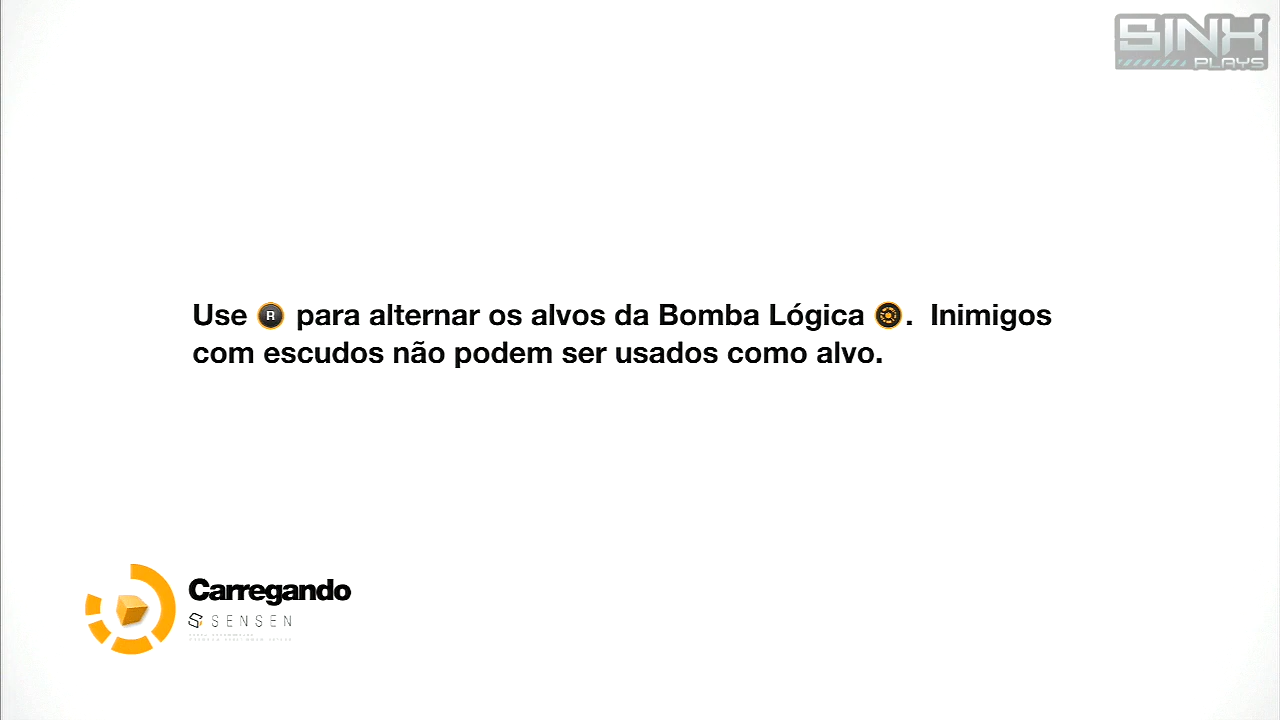 SINX
PLAYS
Use R para alternar os alvos da Bomba Lógica . Inimigos
com escudos não podem ser usados como alvo.
Carregando
SENSEN